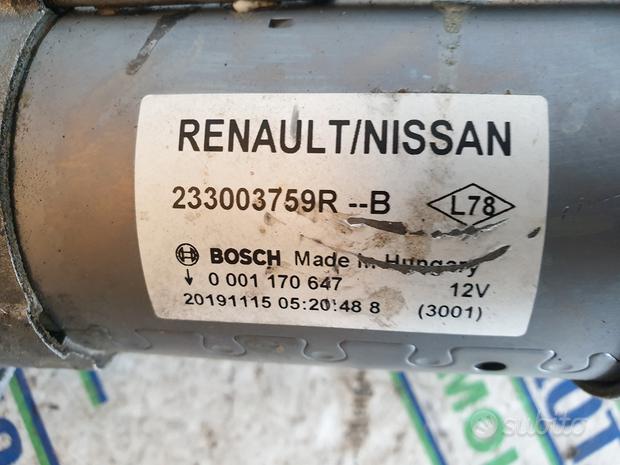 RENAULT/NISSAN
233003759R --B L78
BOSCH Made in Hungary
0 001 170 647 12V
20191115 05:20:48 8 (3001)
subito